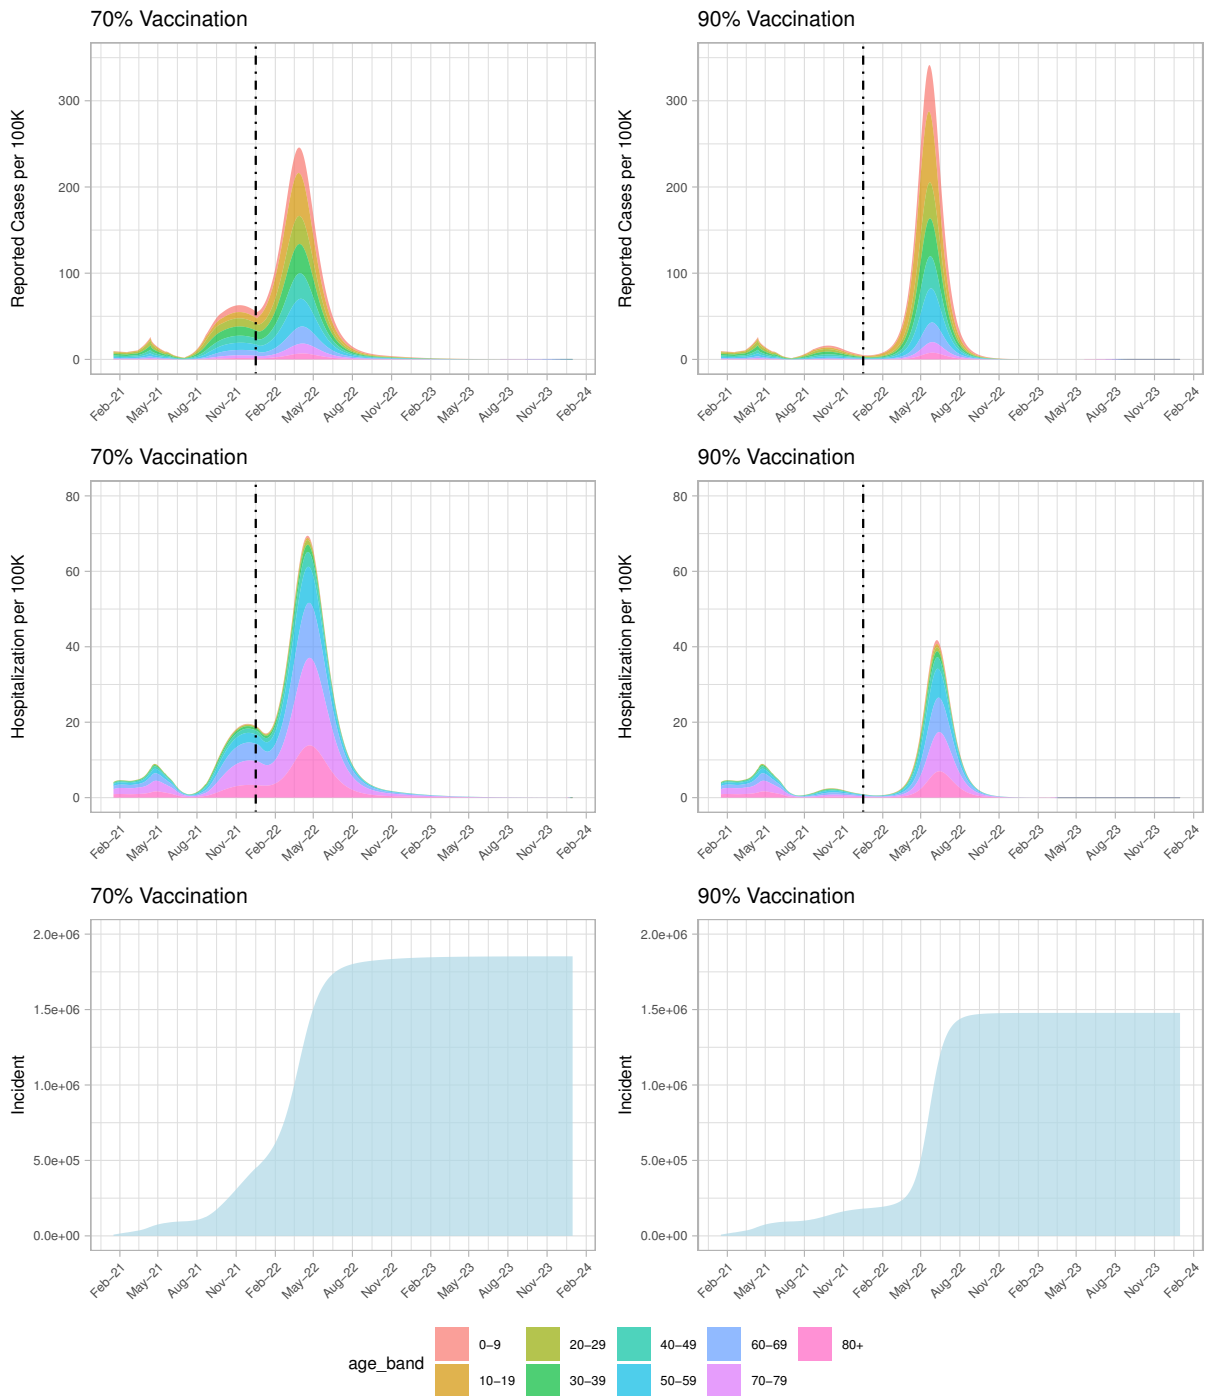 70% Vaccination
90% Vaccination
Reported Cases per 100K
300
200
100
0
Feb−21 May−21 Aug−21 Nov−21 Feb−22 May−22 Aug−22 Nov−22 Feb−23 May−23 Aug−23 Nov−23 Feb−24
Reported Cases per 100K
300
200
100
0
Feb−21 May−21 Aug−21 Nov−21 Feb−22 May−22 Aug−22 Nov−22 Feb−23 May−23 Aug−23 Nov−23 Feb−24
70% Vaccination
90% Vaccination
Hospitalization per 100K
80
60
40
20
0
Feb−21 May−21 Aug−21 Nov−21 Feb−22 May−22 Aug−22 Nov−22 Feb−23 May−23 Aug−23 Nov−23 Feb−24
Hospitalization per 100K
80
60
40
20
0
Feb−21 May−21 Aug−21 Nov−21 Feb−22 May−22 Aug−22 Nov−22 Feb−23 May−23 Aug−23 Nov−23 Feb−24
70% Vaccination
90% Vaccination
Incident
2.0e+06
1.5e+06
1.0e+06
5.0e+05
0.0e+00
Feb−21 May−21 Aug−21 Nov−21 Feb−22 May−22 Aug−22 Nov−22 Feb−23 May−23 Aug−23 Nov−23 Feb−24
Incident
2.0e+06
1.5e+06
1.0e+06
5.0e+05
0.0e+00
Feb−21 May−21 Aug−21 Nov−21 Feb−22 May−22 Aug−22 Nov−22 Feb−23 May−23 Aug−23 Nov−23 Feb−24
age_band
0−9 20−29 40−49 60−69 80+
10−19 30−39 50−59 70−79